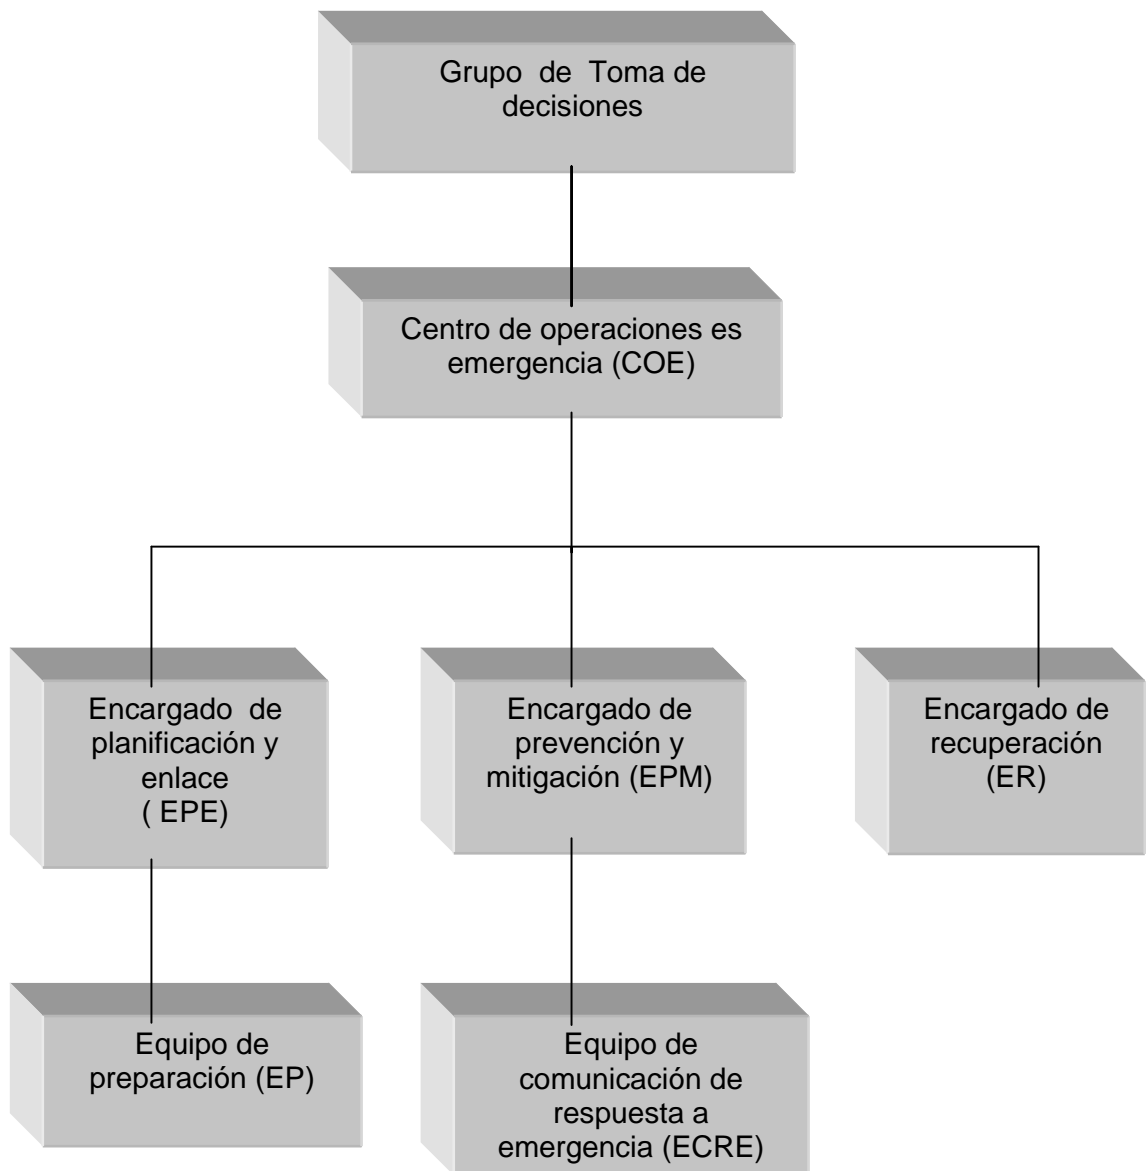 Grupo de Toma de
decisiones
Centro de operaciones es
emergencia (COE)
Encargado de
planificación y
enlace
( EPE)
Encargado de
prevención y
mitigación (EPM)
Encargado de
recuperación
(ER)
Equipo de
preparación (EP)
Equipo de
comunicación de
respuesta a
emergencia (ECRE)